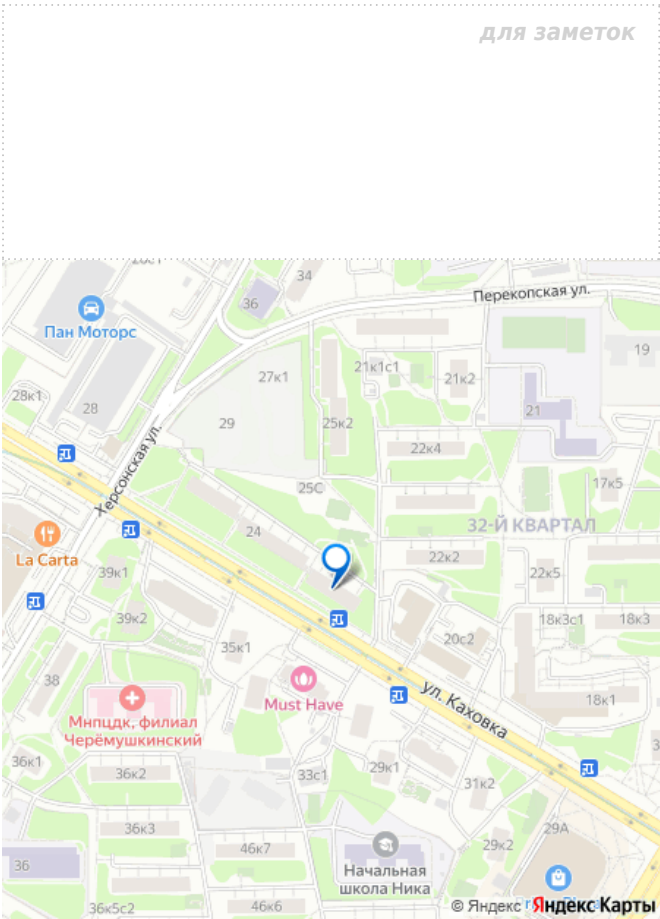 для заметок
34
36
Перекопская ул.
Пан Моторс
19
21к1с1
27к1
21к2
28к1
28
29
25к2
21
22к4
Херсонская ул.
25С
17к5
32-Й КВАРТАЛ
24
La Carta
22к2
22к5
39к1
39к2
18к3с1
18к3
20с2
35к1
38
ул. Каховка
18к1
Must Have
Мнпцдк, филиал
Черёмушкинский
36к1
36к2
33с1
29к1
31к2
36к3
29А
29к2
46к7
36
Начальная
школа Ника
36к5с2
46к6
© Яндекс
Яндекс Карты